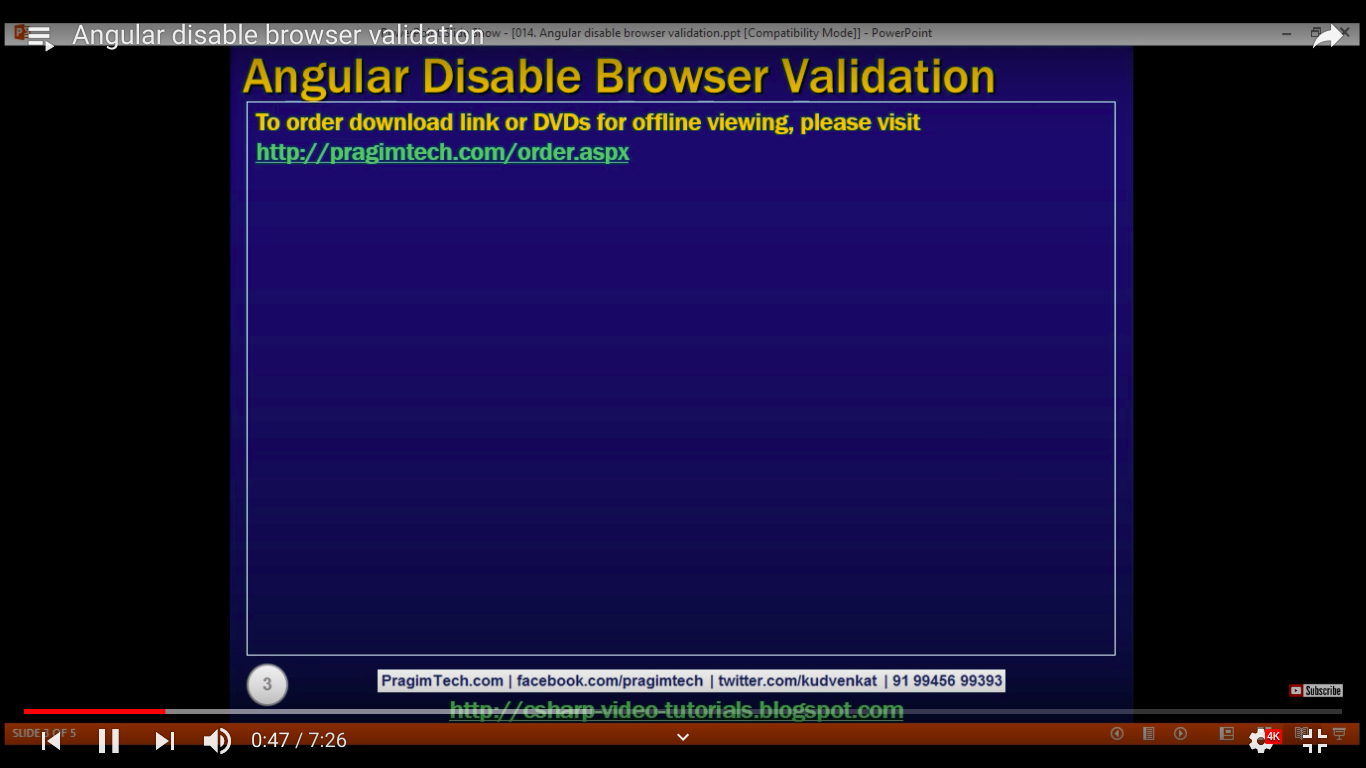 Angular disable browser validation
- [014. Angular disable browser validation.ppt [Compatibility Mode]] - PowerPoint
Angular Disable Browser Validation
To order download link or DVDs for offline viewing, please visit
http://pragimtech.com/order.aspx
3
PragimTech.com | facebook.com/pragimtech | twitter.com/kudvenkat | 91 99456 99393
Subscribe
http://csharp-video-tutorials.blogspot.com
SLIDE 3 OF 5
0:47 / 7:26
4K